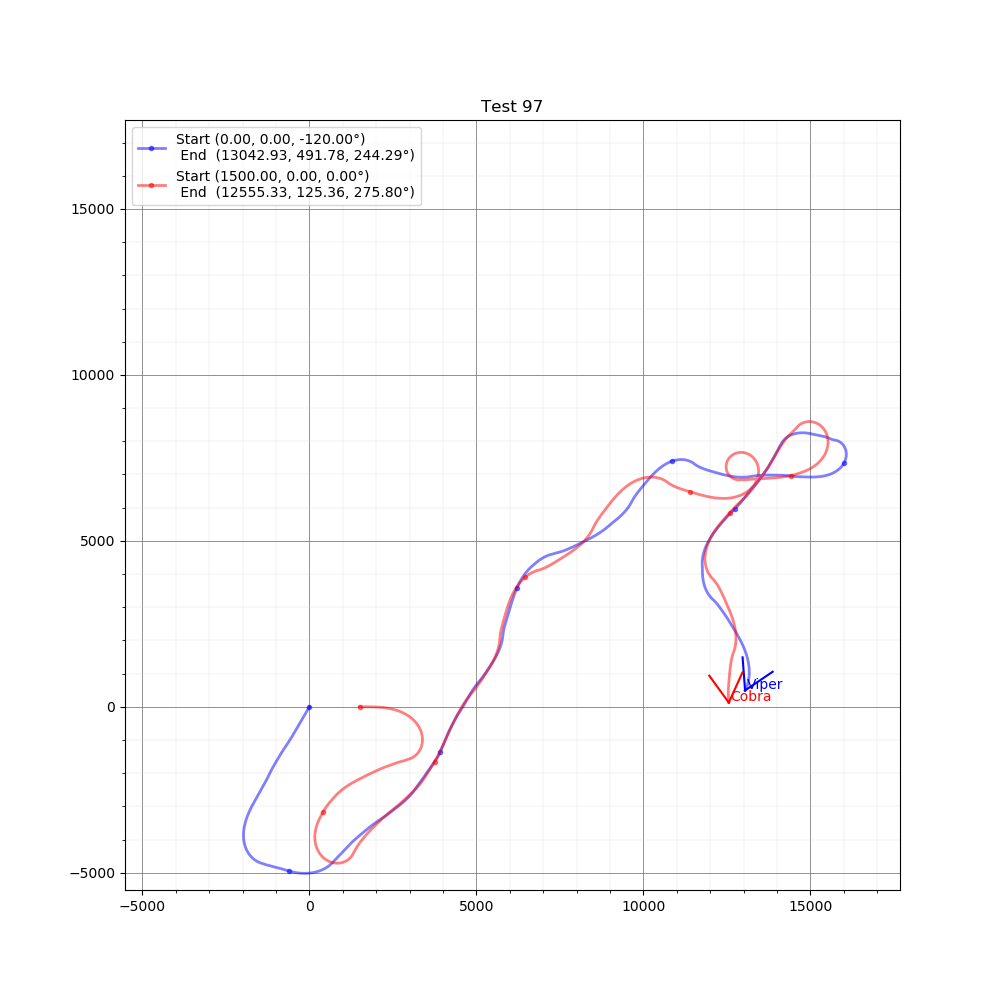 Test 97
Start (0.00, 0.00, -120.00°)
End (13042.93, 491.78, 244.29°)
Start (1500.00, 0.00, 0.00°)
End (12555.33, 125.36, 275.80°)
15000
10000
5000
0
−5000
Viper
Cobra
−5000
0
5000
10000
15000